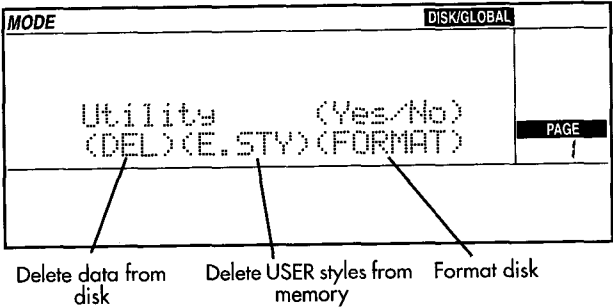 MODE DISK/GLOBAL
Utility (Yes/No)
(DEL)(E.STY)(FORMAT)
PAGE
1
Delete data from disk
Delete USER styles from memory
Format disk